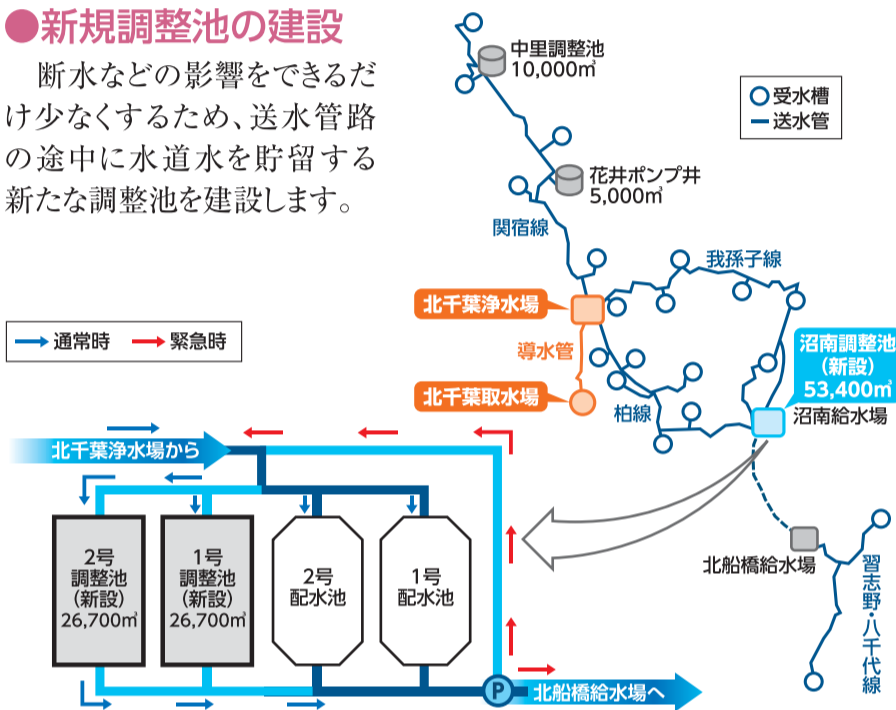 ●新規調整池の建設
　断水などの影響をできるだ
け少なくするため、送水管路
の途中に水道水を貯留する
新たな調整池を建設します。
中里調整池
10,000㎥
受水槽
送水管
花井ポンプ井
5,000㎥
関宿線
我孫子線
北千葉浄水場
導水管
北千葉取水場
柏線
沼南調整池
(新設)
53,400㎥
沼南給水場
北船橋給水場
習志野・八千代線
通常時
緊急時
北千葉浄水場から
2号
調整池
(新設)
26,700㎥
1号
調整池
(新設)
26,700㎥
2号
配水池
1号
配水池
P
北船橋給水場へ